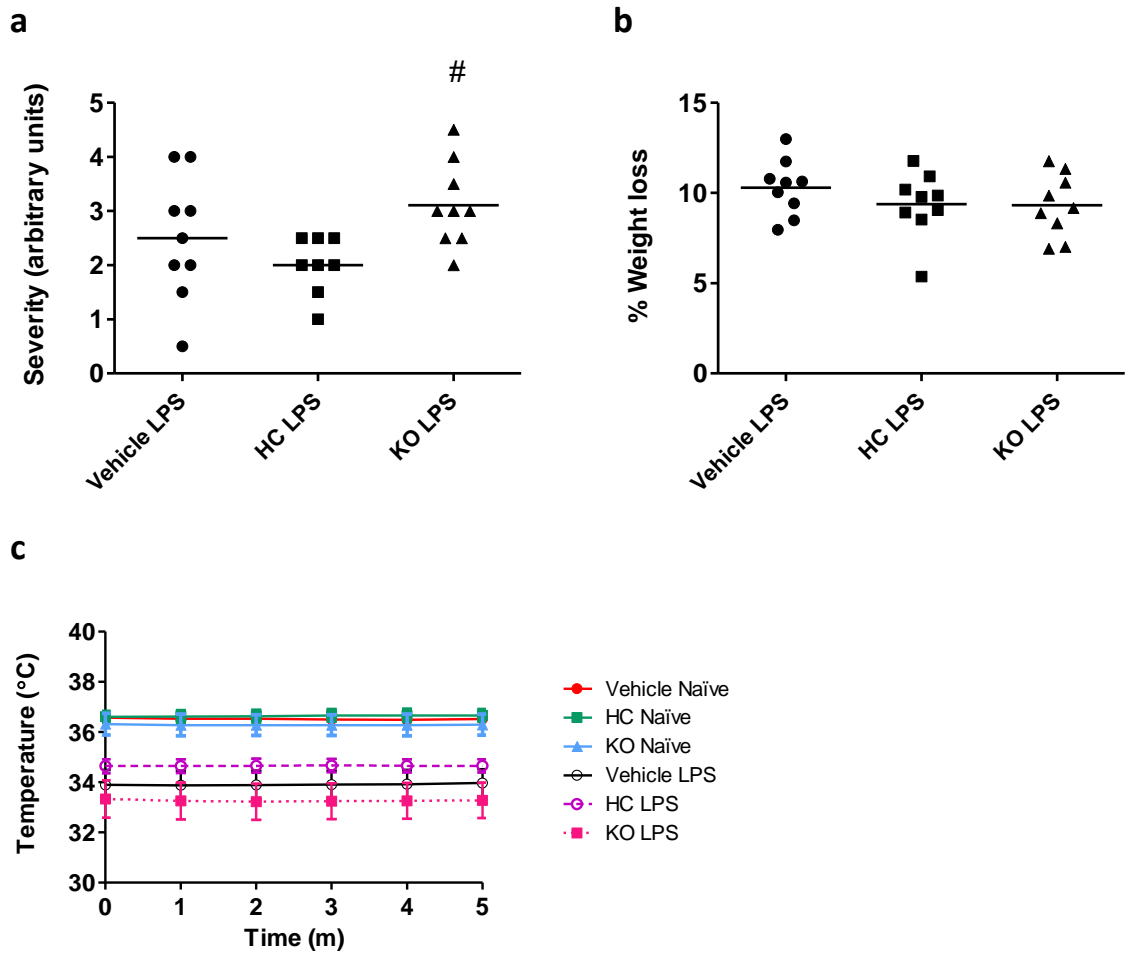 a
#
Severity (arbitrary units)
5
4
3
2
1
0
Vehicle LPS
HC LPS
KO LPS
b
% Weight loss
15
10
5
0
Vehicle LPS
HC LPS
KO LPS
c
Temperature (°C)
40
38
36
34
32
30
0 1 2 3 4 5
Time (m)
Vehicle Naïve
HC Naïve
KO Naïve
Vehicle LPS
HC LPS
KO LPS